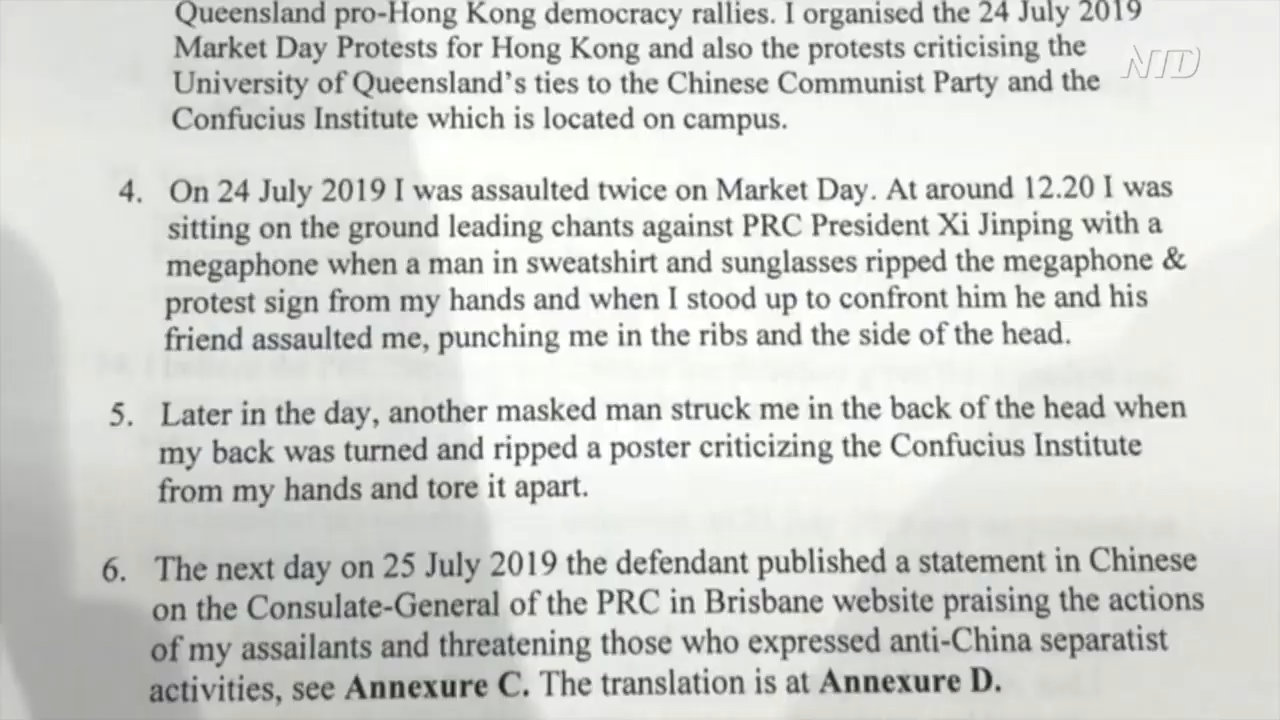 Queensland pro-Hong Kong democracy rallies. I organised the 24 July 2019
Market Day Protests for Hong Kong and also the protests criticising the
University of Queensland's ties to the Chinese Communist Party and the
Confucius Institute which is located on campus.
NTD
4. On 24 July 2019 I was assaulted twice on Market Day. At around 12.20 I was
sitting on the ground leading chants against PRC President Xi Jinping with a
megaphone when a man in sweatshirt and sunglasses ripped the megaphone &
protest sign from my hands and when I stood up to confront him he and his
friend assaulted me, punching me in the ribs and the side of the head.
5. Later in the day, another masked man struck me in the back of the head when
my back was turned and ripped a poster criticizing the Confucius Institute
from my hands and tore it apart.
6. The next day on 25 July 2019 the defendant published a statement in Chinese
on the Consulate-General of the PRC in Brisbane website praising the actions
of my assailants and threatening those who expressed anti-China separatist
activities, see Annexure C. The translation is at Annexure D.